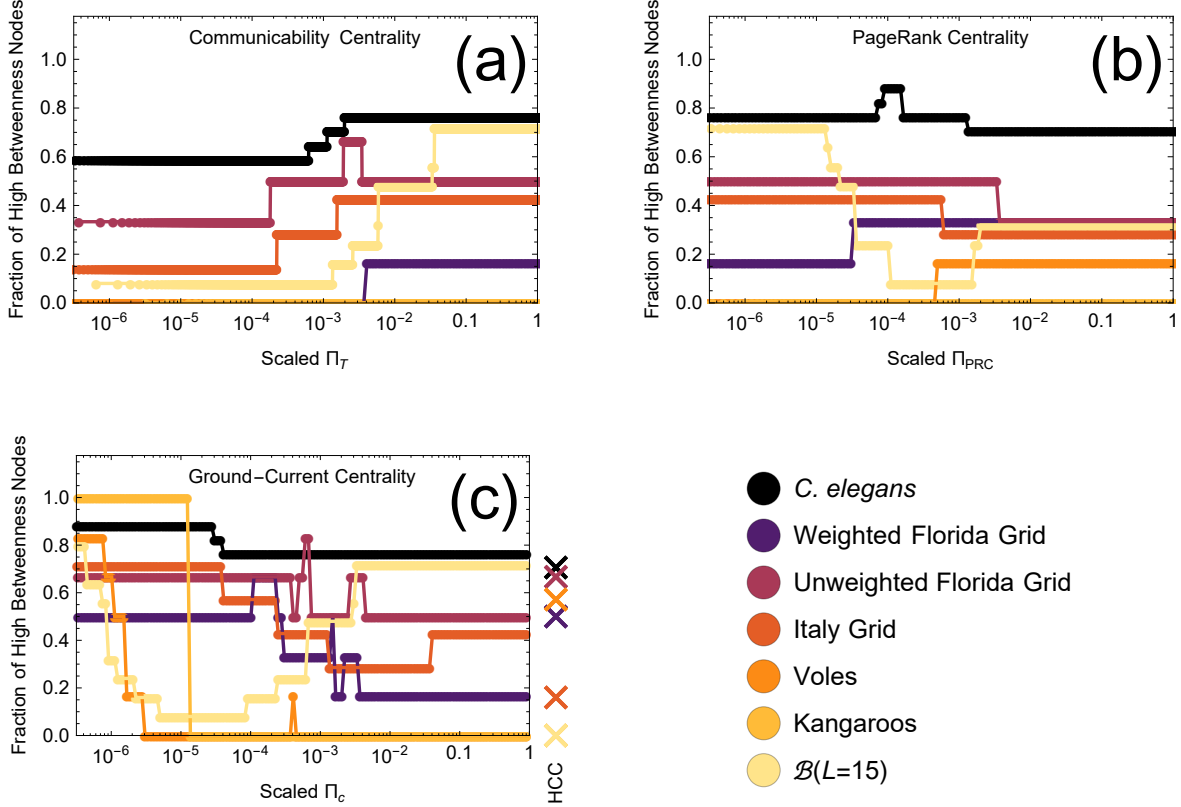 Communicability Centrality
(a)
Fraction of High Betweenness Nodes
1.0
0.8
0.6
0.4
0.2
0.0
10⁻⁶ 10⁻⁵ 10⁻⁴ 10⁻³ 10⁻² 0.1 1
Scaled Π_T
PageRank Centrality
(b)
Fraction of High Betweenness Nodes
1.0
0.8
0.6
0.4
0.2
0.0
10⁻⁶ 10⁻⁵ 10⁻⁴ 10⁻³ 10⁻² 0.1 1
Scaled Π_PRC
Ground-Current Centrality
(c)
Fraction of High Betweenness Nodes
1.0
0.8
0.6
0.4
0.2
0.0
10⁻⁶ 10⁻⁵ 10⁻⁴ 10⁻³ 10⁻² 0.1 1
HCC
Scaled Π_c
C. elegans
Weighted Florida Grid
Unweighted Florida Grid
Italy Grid
Voles
Kangaroos
ℬ(L=15)